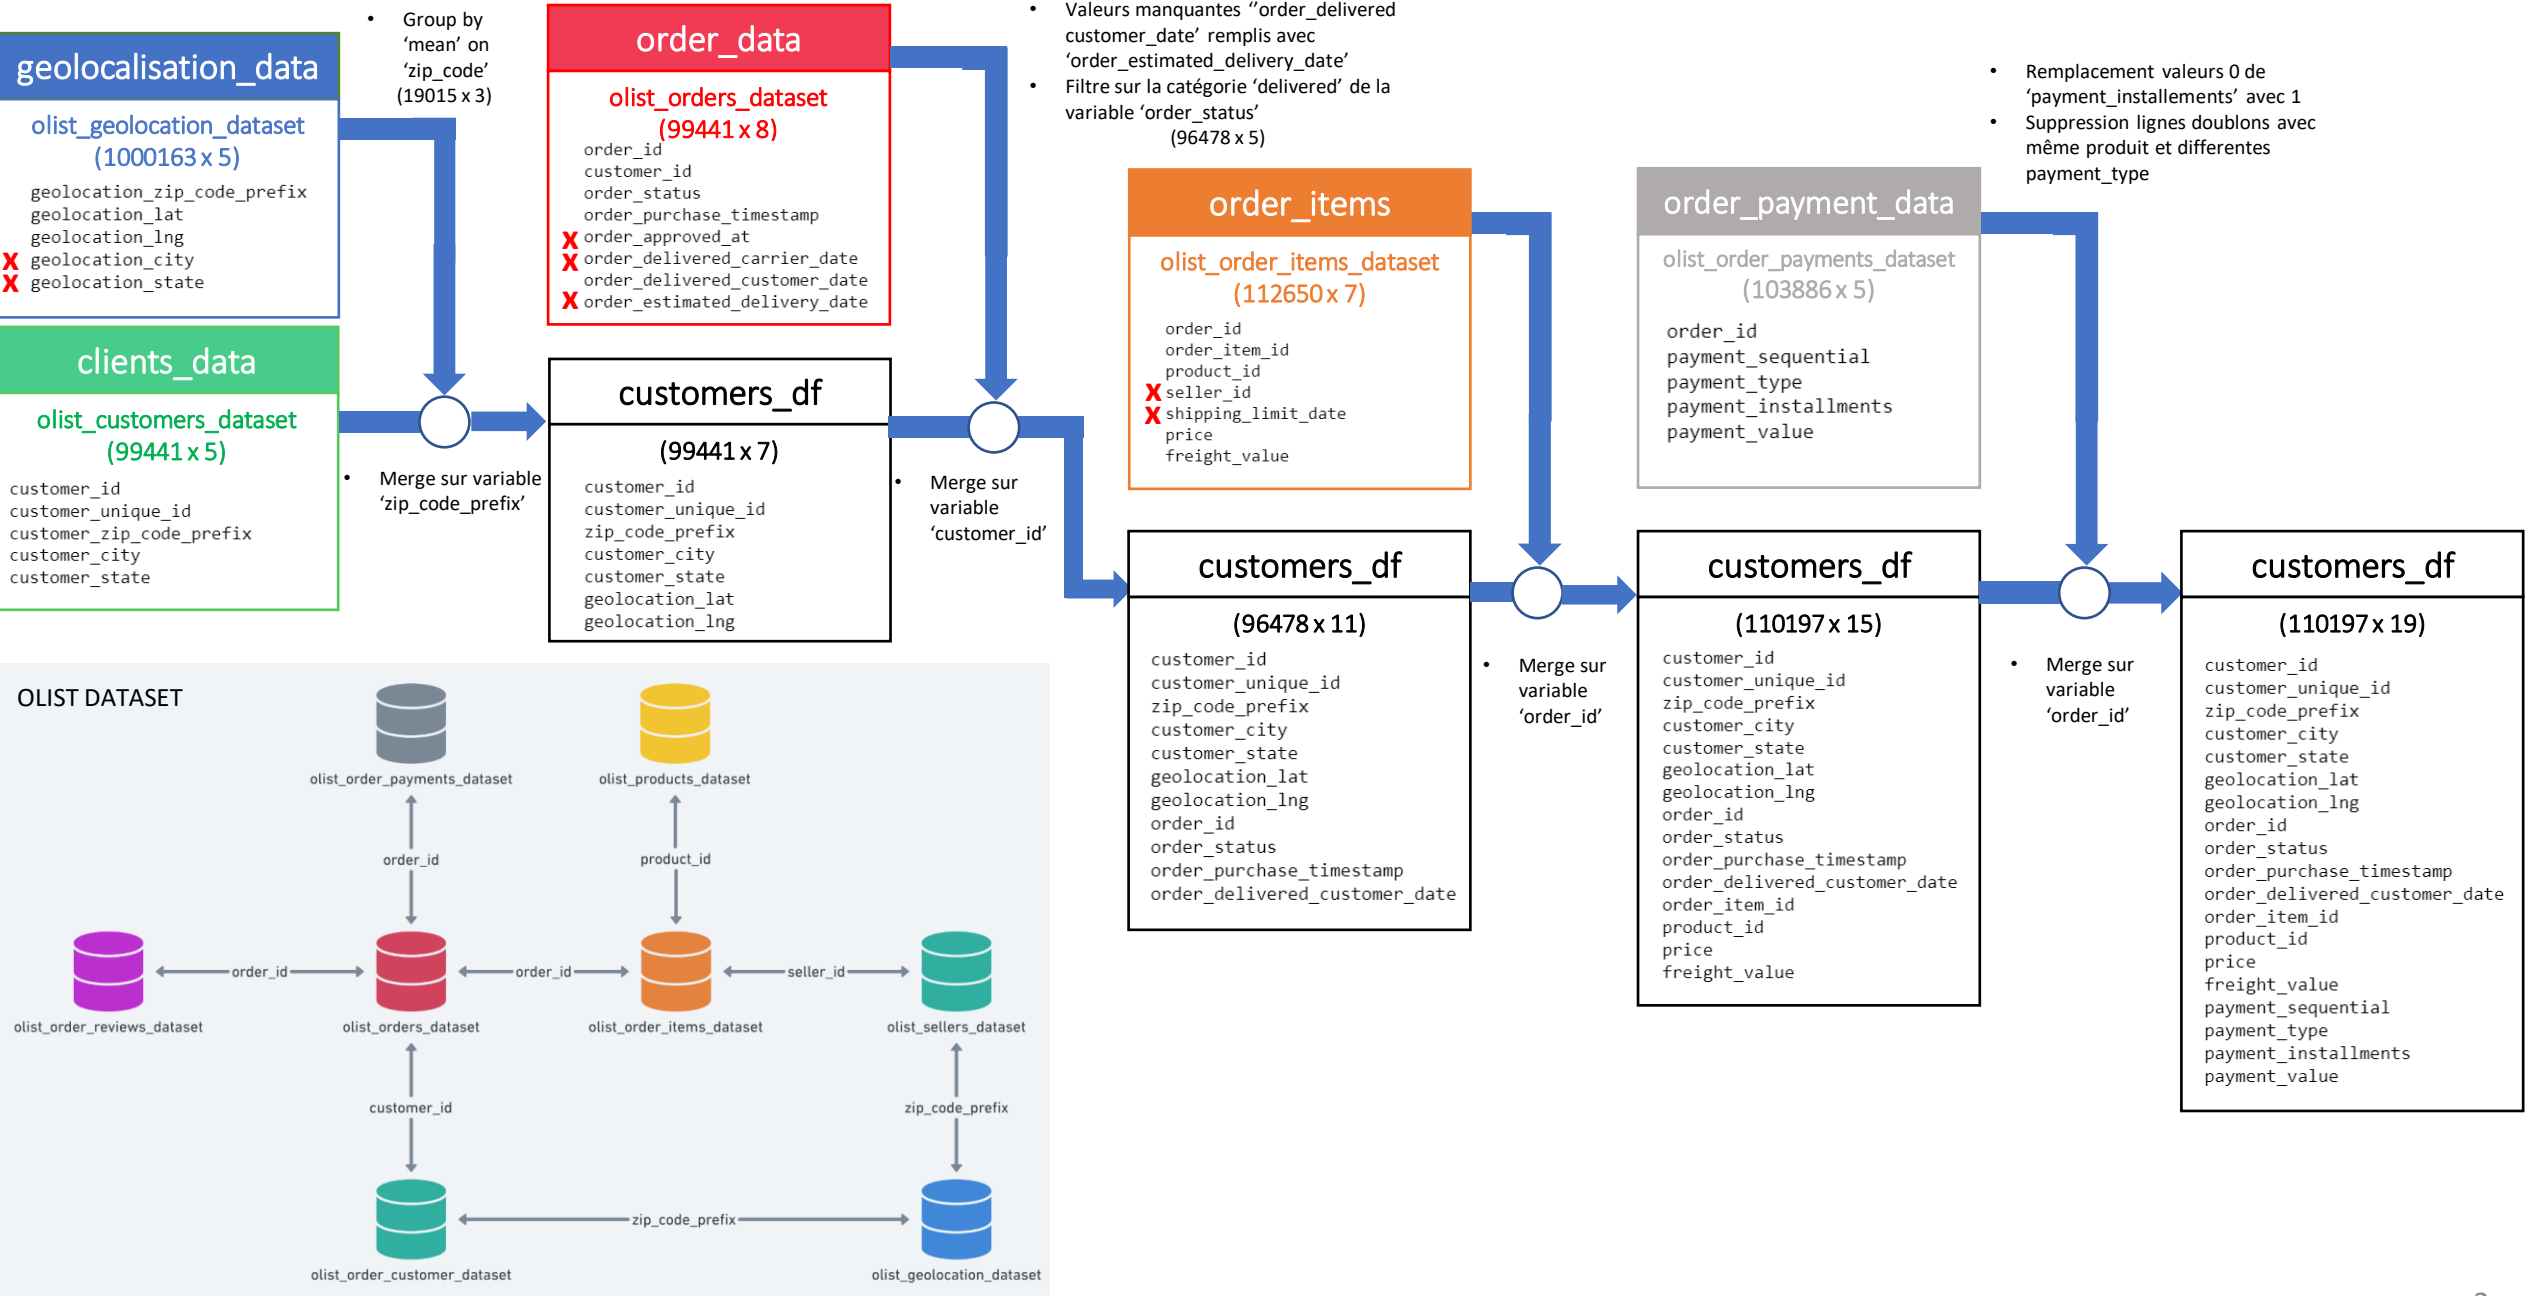 geolocalisation_data
olist_geolocation_dataset
(1000163 x 5)
geolocation_zip_code_prefix
geolocation_lat
geolocation_lng
X geolocation_city
X geolocation_state
• Group by
‘mean’ on
‘zip_code’
(19015 x 3)
clients_data
olist_customers_dataset
(99441 x 5)
customer_id
customer_unique_id
customer_zip_code_prefix
customer_city
customer_state
• Merge sur variable
‘zip_code_prefix’
order_data
olist_orders_dataset
(99441 x 8)
order_id
customer_id
order_status
order_purchase_timestamp
X order_approved_at
X order_delivered_carrier_date
order_delivered_customer_date
X order_estimated_delivery_date
customers_df
(99441 x 7)
customer_id
customer_unique_id
zip_code_prefix
customer_city
customer_state
geolocation_lat
geolocation_lng
• Valeurs manquantes ‘’order_delivered
customer_date’ remplis avec
‘order_estimated_delivery_date’
• Filtre sur la catégorie ‘delivered’ de la
variable ‘order_status’
(96478 x 5)
• Merge sur
variable
‘customer_id’
order_items
olist_order_items_dataset
(112650 x 7)
order_id
order_item_id
product_id
X seller_id
X shipping_limit_date
price
freight_value
customers_df
(96478 x 11)
customer_id
customer_unique_id
zip_code_prefix
customer_city
customer_state
geolocation_lat
geolocation_lng
order_id
order_status
order_purchase_timestamp
order_delivered_customer_date
• Merge sur
variable
‘order_id’
order_payment_data
olist_order_payments_dataset
(103886 x 5)
order_id
payment_sequential
payment_type
payment_installments
payment_value
customers_df
(110197 x 15)
customer_id
customer_unique_id
zip_code_prefix
customer_city
customer_state
geolocation_lat
geolocation_lng
order_id
order_status
order_purchase_timestamp
order_delivered_customer_date
order_item_id
product_id
price
freight_value
• Remplacement valeurs 0 de
‘payment_installements’ avec 1
• Suppression lignes doublons avec
même produit et differentes
payment_type
• Merge sur
variable
‘order_id’
customers_df
(110197 x 19)
customer_id
customer_unique_id
zip_code_prefix
customer_city
customer_state
geolocation_lat
geolocation_lng
order_id
order_status
order_purchase_timestamp
order_delivered_customer_date
order_item_id
product_id
price
freight_value
payment_sequential
payment_type
payment_installments
payment_value
OLIST DATASET
olist_order_payments_dataset
olist_products_dataset
order_id
product_id
order_id
order_id
seller_id
olist_order_reviews_dataset
olist_orders_dataset
olist_order_items_dataset
olist_sellers_dataset
customer_id
zip_code_prefix
zip_code_prefix
olist_order_customer_dataset
olist_geolocation_dataset